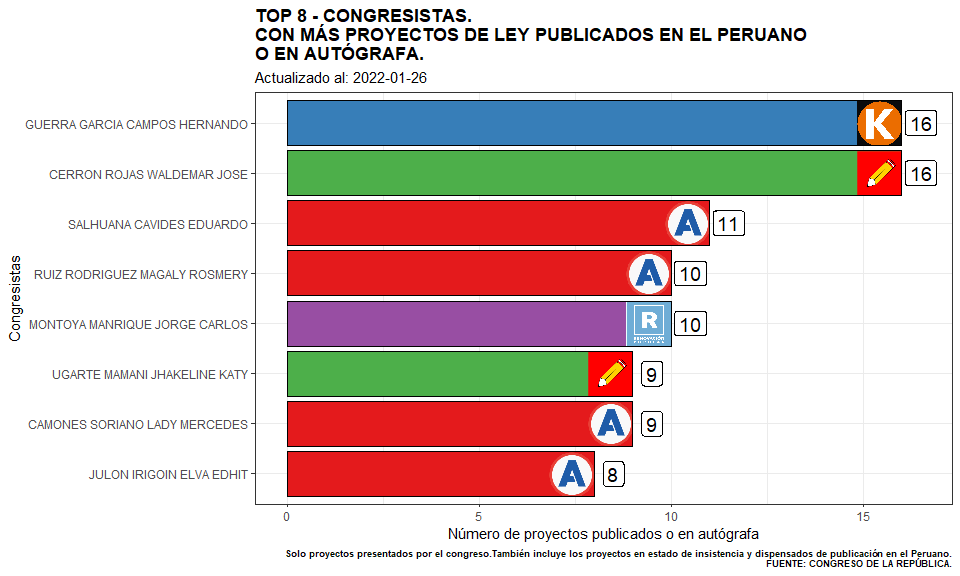 TOP 8 - CONGRESISTAS.
CON MÁS PROYECTOS DE LEY PUBLICADOS EN EL PERUANO
O EN AUTÓGRAFA.
Actualizado al: 2022-01-26
Congresistas
GUERRA GARCIA CAMPOS HERNANDO K 16
CERRON ROJAS WALDEMAR JOSE 16
SALHUANA CAVIDES EDUARDO A 11
RUIZ RODRIGUEZ MAGALY ROSMERY A 10
MONTOYA MANRIQUE JORGE CARLOS R 10
RENOVACIÓN
POPULAR
UGARTE MAMANI JHAKELINE KATY 9
CAMONES SORIANO LADY MERCEDES A 9
JULON IRIGOIN ELVA EDHIT A 8
0 5 10 15
Número de proyectos publicados o en autógrafa
Solo proyectos presentados por el congreso.También incluye los proyectos en estado de insistencia y dispensados de publicación en el Peruano.
FUENTE: CONGRESO DE LA REPÚBLICA.